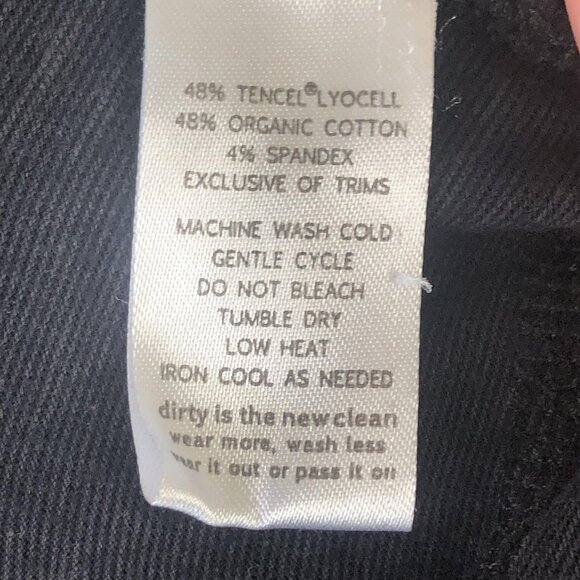 48% TENCEL®LYOCELL
48% ORGANIC COTTON
4% SPANDEX
EXCLUSIVE OF TRIMS
MACHINE WASH COLD
GENTLE CYCLE
DO NOT BLEACH
TUMBLE DRY
LOW HEAT
IRON COOL AS NEEDED
dirty is the new clean
wear more, wash less
wear it out or pass it on